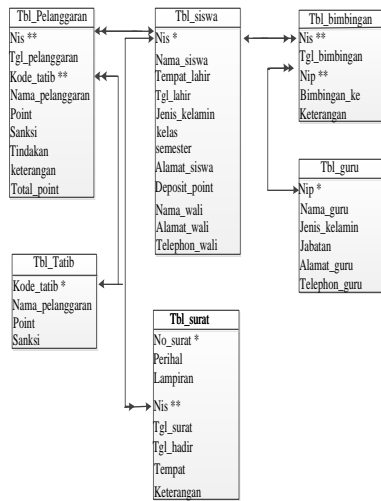 Tbl_Pelanggaran
Nis **
Tgl_pelanggaran
Kode_tatib **
Nama_pelanggaran
Point
Sanksi
Tindakan
keterangan
Total_point
Tbl_siswa
Nis *
Nama_siswa
Tempat_lahir
Tgl_lahir
Jenis_kelamin
kelas
semester
Alamat_siswa
Deposit_point
Nama_wali
Alamat_wali
Telephon_wali
Tbl_bimbingan
Nis **
Tgl_bimbingan
Nip **
Bimbingan_ke
Keterangan
Tbl_guru
Nip *
Nama_guru
Jenis_kelamin
Jabatan
Alamat_guru
Telephon_guru
Tbl_Tatib
Kode_tatib *
Nama_pelanggaran
Point
Sanksi
Tbl_surat
No_surat *
Perihal
Lampiran
Nis **
Tgl_surat
Tgl_hadir
Tempat
Keterangan